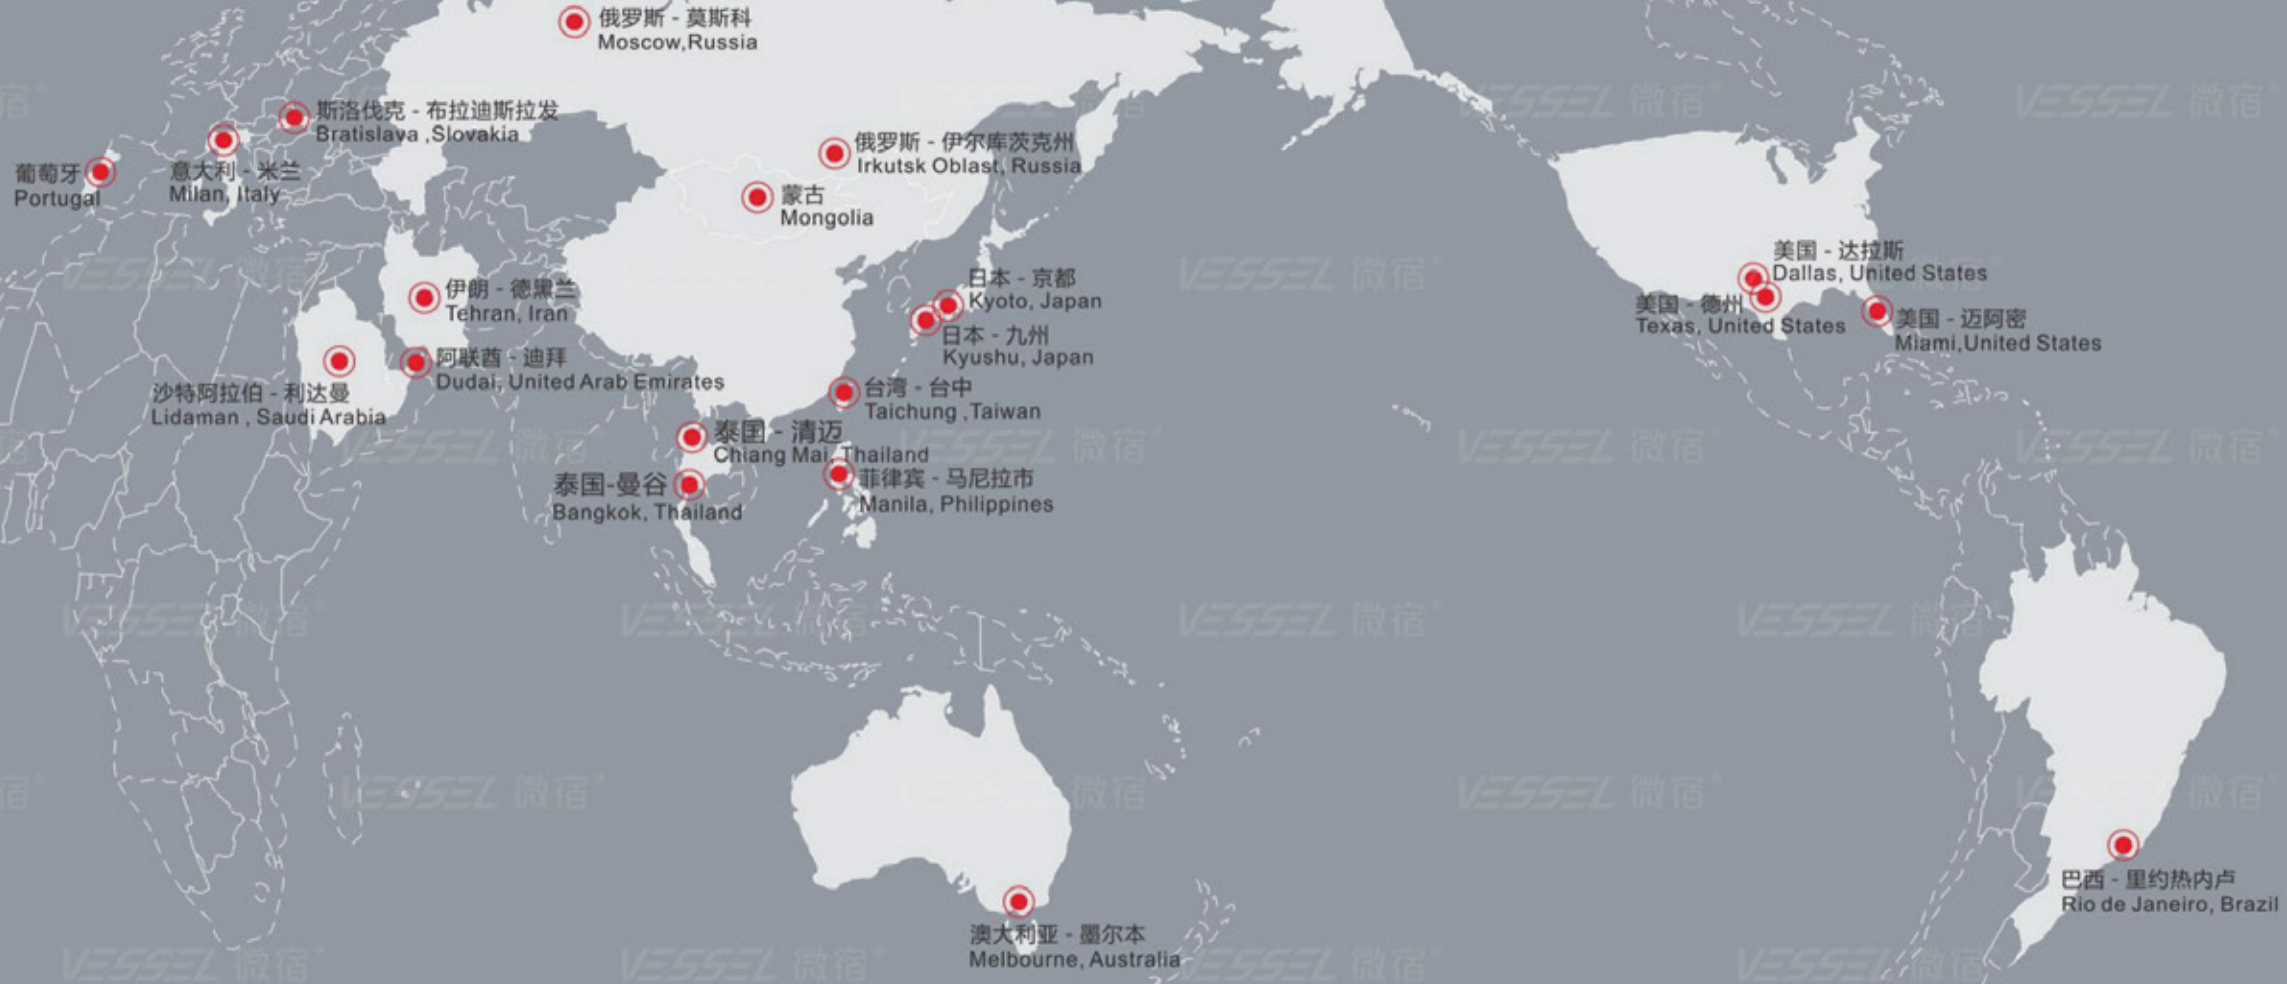 俄罗斯 - 莫斯科
Moscow,Russia
斯洛伐克 - 布拉迪斯拉发
Bratislava ,Slovakia
俄罗斯 - 伊尔库茨克州
Irkutsk Oblast, Russia
葡萄牙
Portugal
意大利 - 米兰
Milan, Italy
蒙古
Mongolia
美国 - 达拉斯
Dallas, United States
伊朗 - 德黑兰
Tehran, Iran
日本 - 京都
Kyoto, Japan
美国 - 德州
Texas, United States
美国 - 迈阿密
Miami,United States
日本 - 九州
Kyushu, Japan
阿联酋 - 迪拜
Dudai, United Arab Emirates
沙特阿拉伯 - 利达曼
Lidaman , Saudi Arabia
台湾 - 台中
Taichung ,Taiwan
泰国 - 清迈
Chiang Mai, Thailand
泰国-曼谷
Bangkok, Thailand
菲律宾 - 马尼拉市
Manila, Philippines
巴西 - 里约热内卢
Rio de Janeiro, Brazil
澳大利亚 - 墨尔本
Melbourne, Australia
VESSEL 微宿